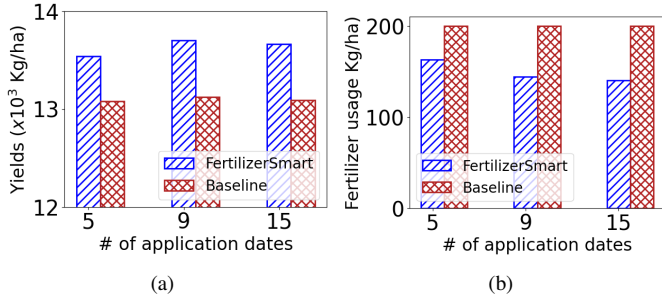 14
13
12
Yields (x10³ Kg/ha)
FertilizerSmart
Baseline
5 9 15
# of application dates
(a)
200
100
0
Fertilizer usage Kg/ha
FertilizerSmart
Baseline
5 9 15
# of application dates
(b)